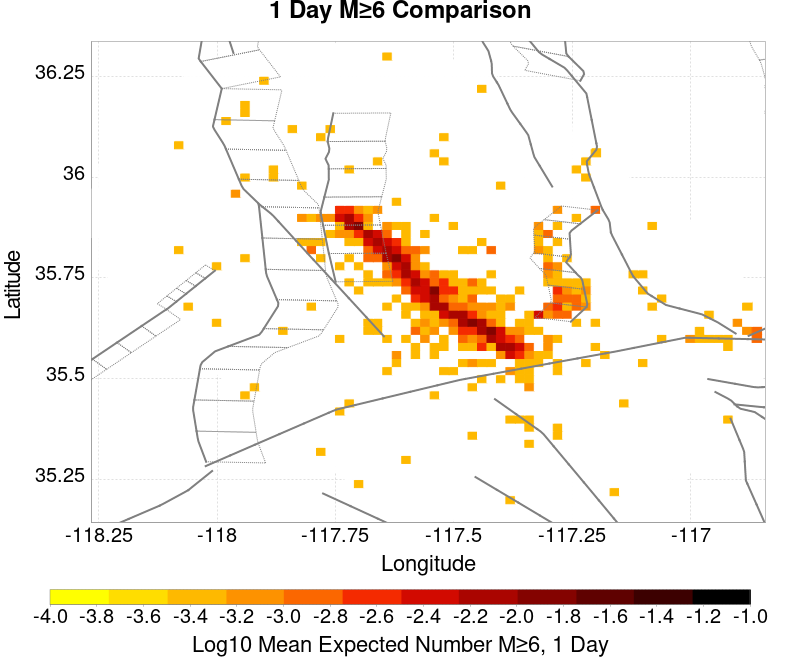 1 Day M≥6 Comparison
36.25
36
35.75
35.5
35.25
Latitude
-118.25 -118 -117.75 -117.5 -117.25 -117
Longitude
-4.0 -3.8 -3.6 -3.4 -3.2 -3.0 -2.8 -2.6 -2.4 -2.2 -2.0 -1.8 -1.6 -1.4 -1.2 -1.0
Log10 Mean Expected Number M≥6, 1 Day